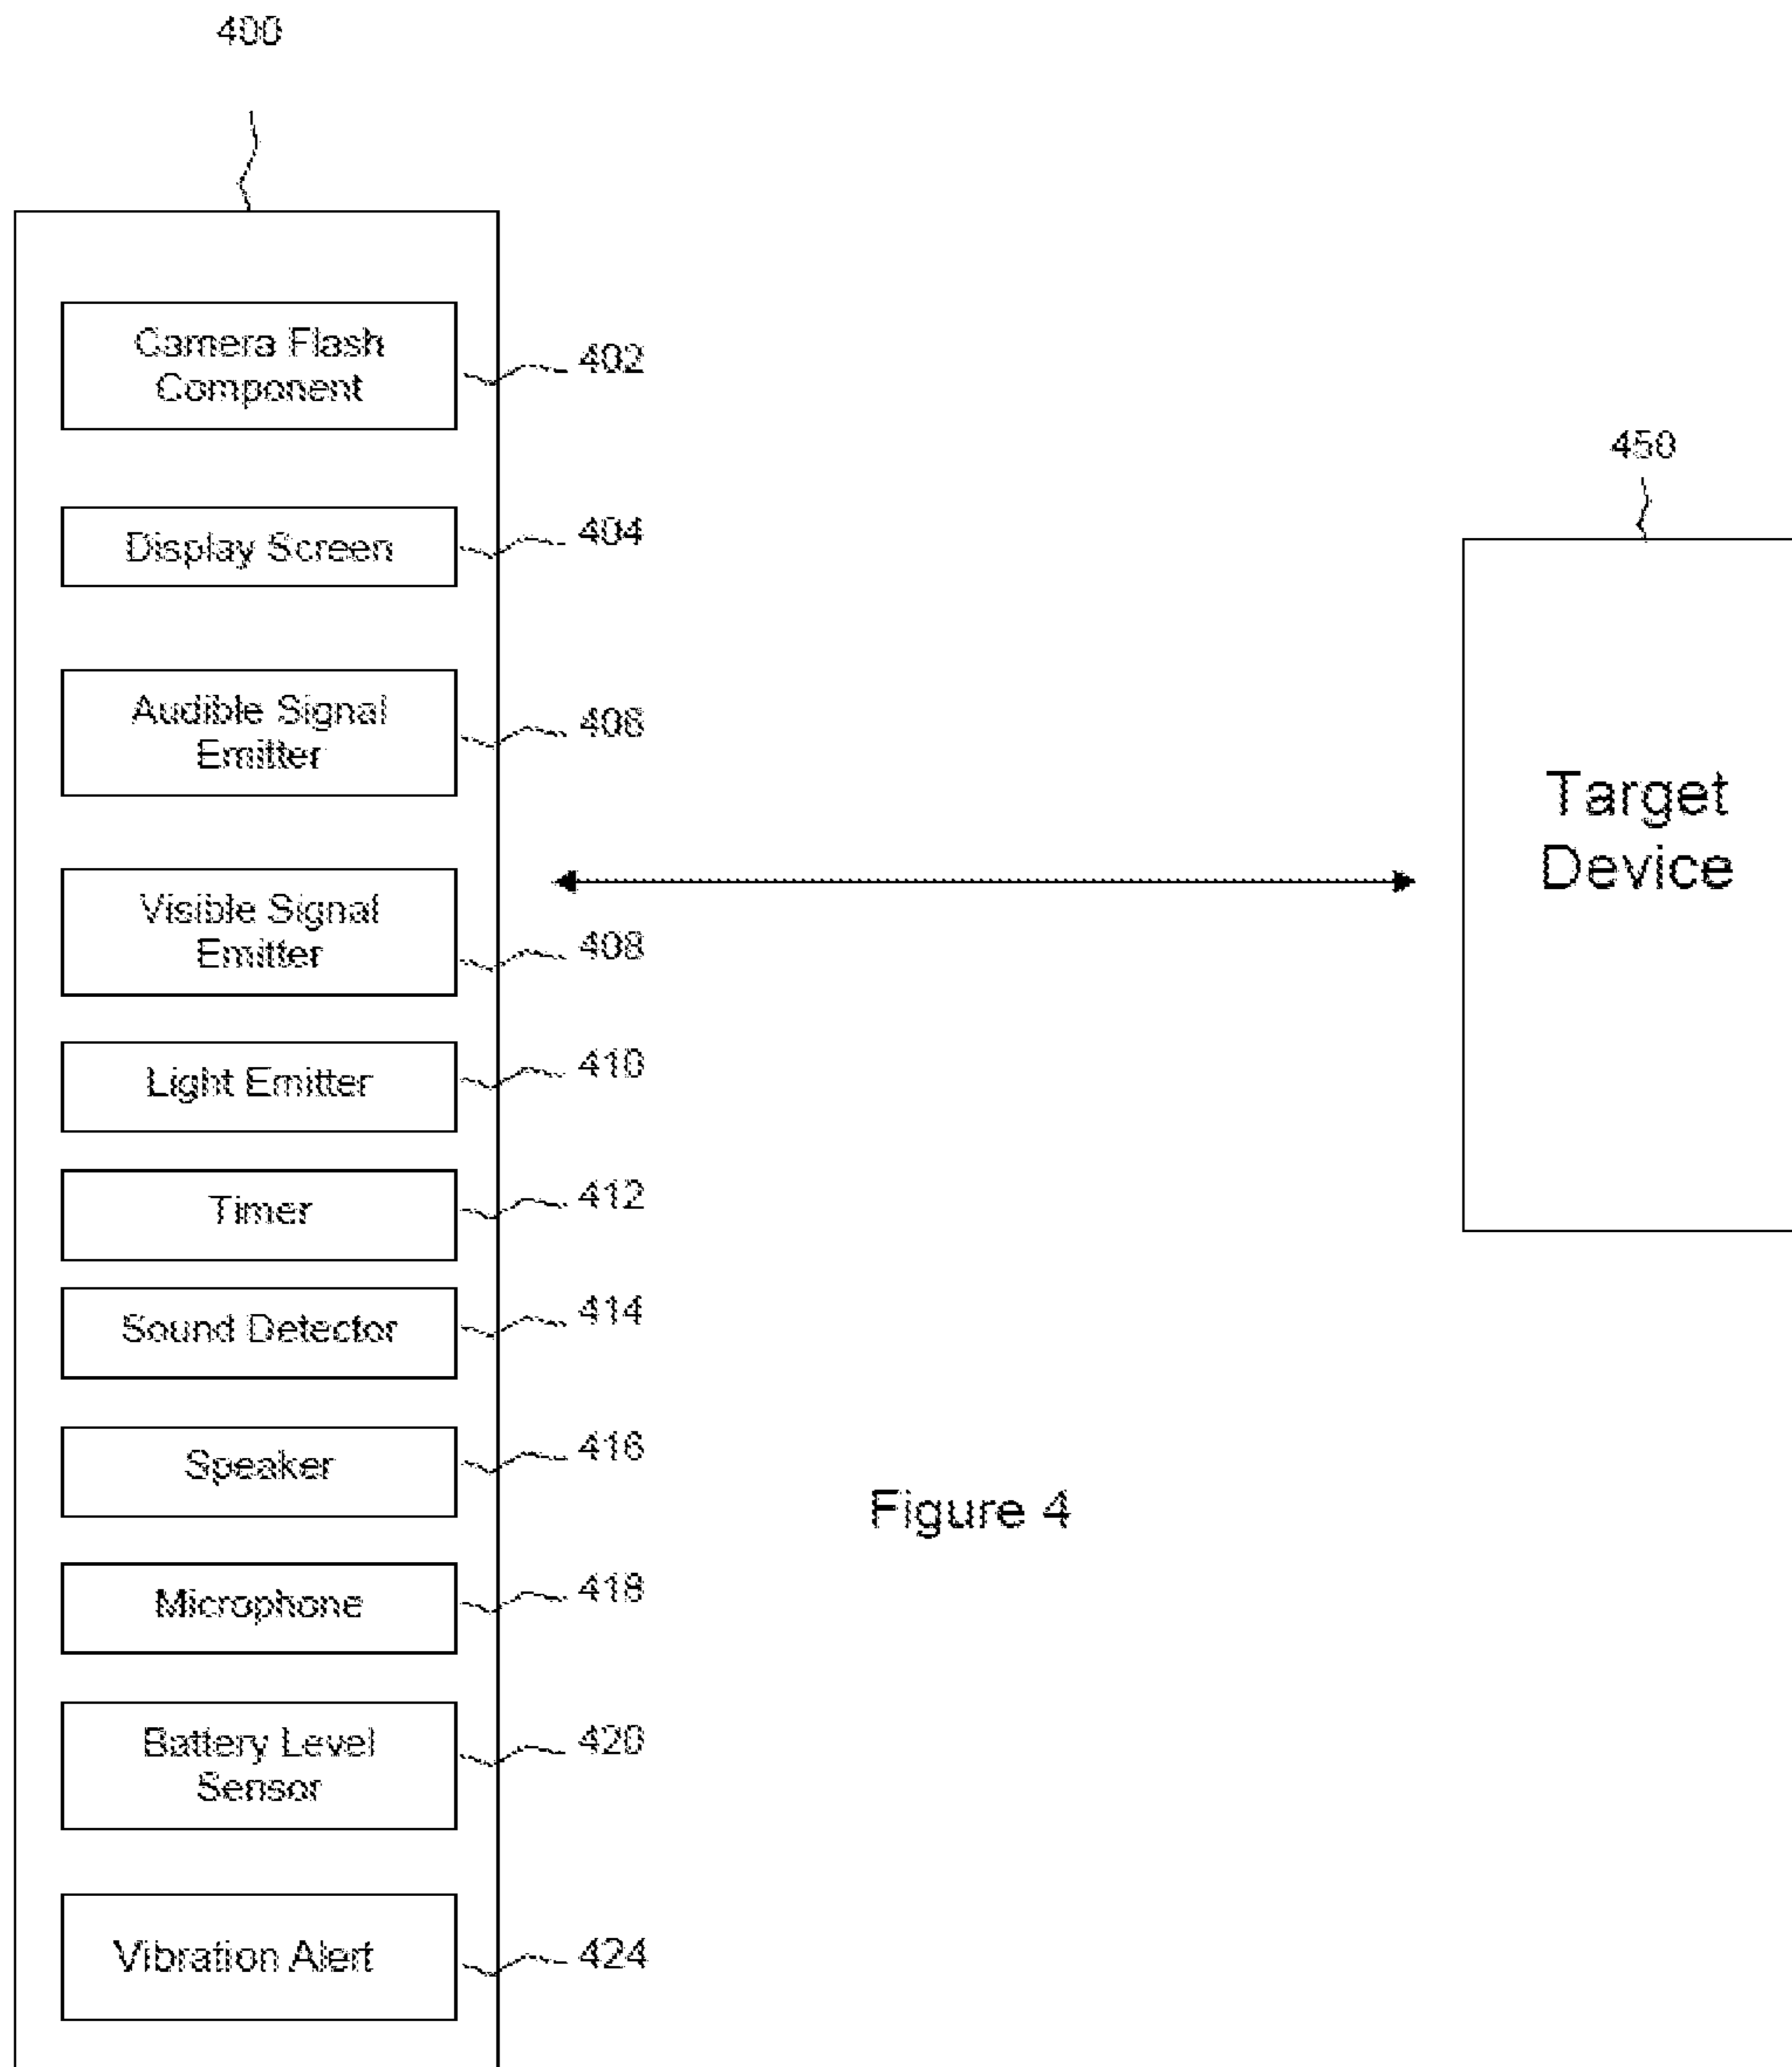 400
Camera Flash
Component
402
Display Screen
404
Audible Signal
Emitter
406
Visible Signal
Emitter
408
Light Emitter
410
Timer
412
Sound Detector
414
Speaker
416
Microphone
418
Battery Level
Sensor
420
Vibration Alert
424
450
Target
Device
Figure 4